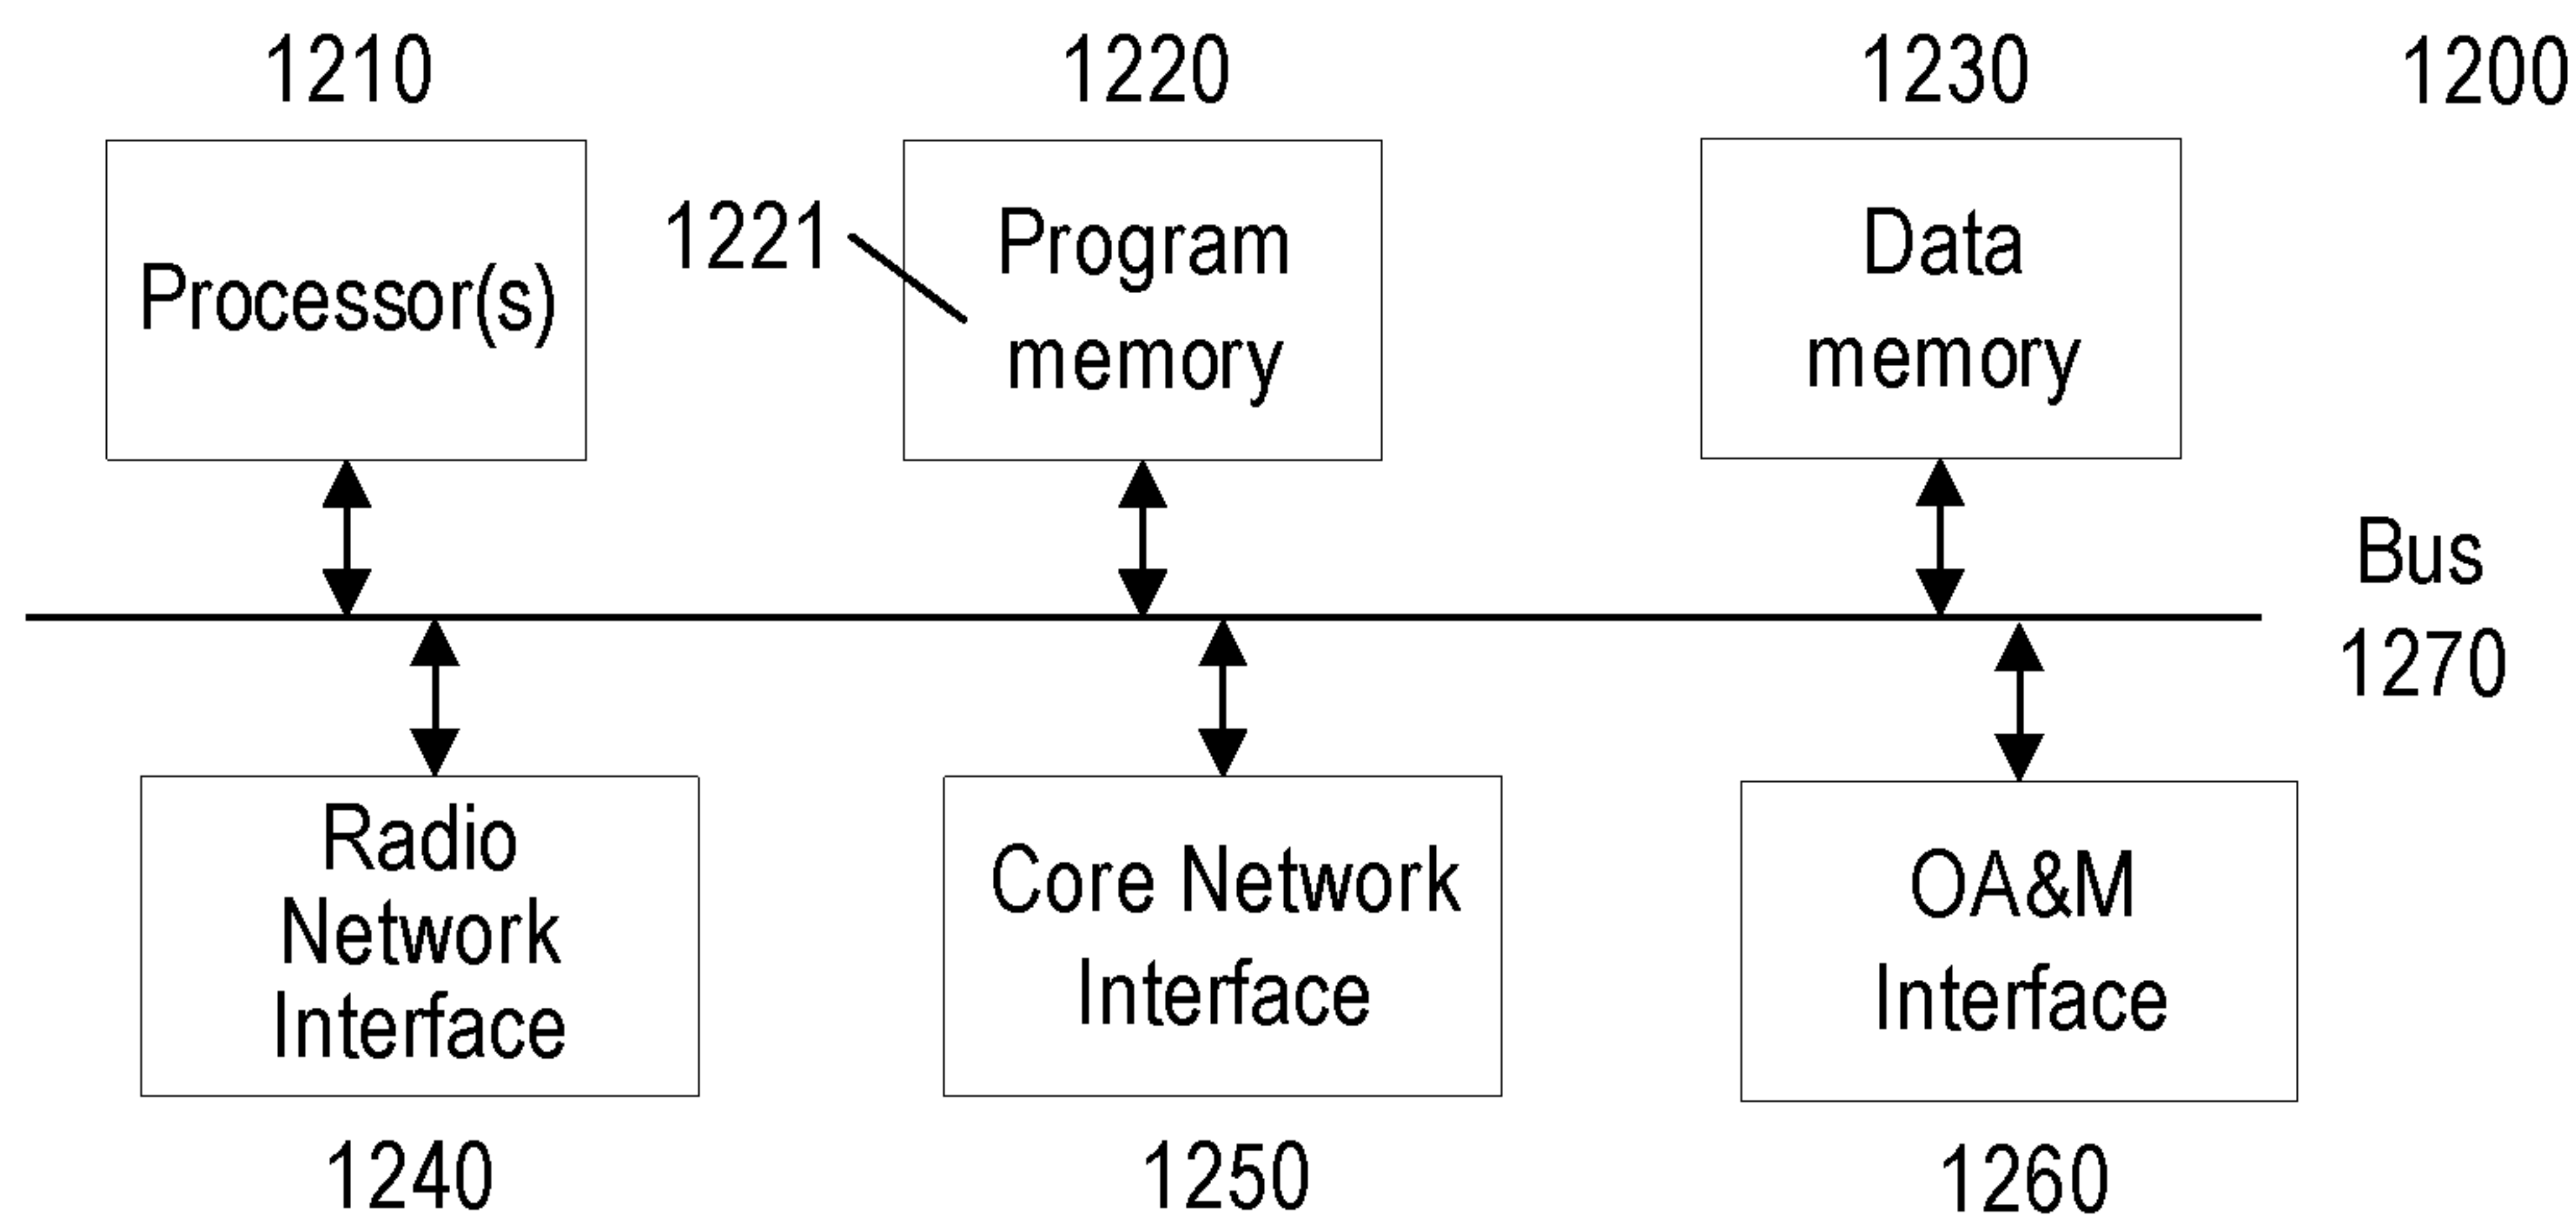 1210
1220
1230
1200
Processor(s)
1221
Program
memory
Data
memory
Bus
1270
Radio
Network
Interface
Core Network
Interface
OA&M
Interface
1240
1250
1260